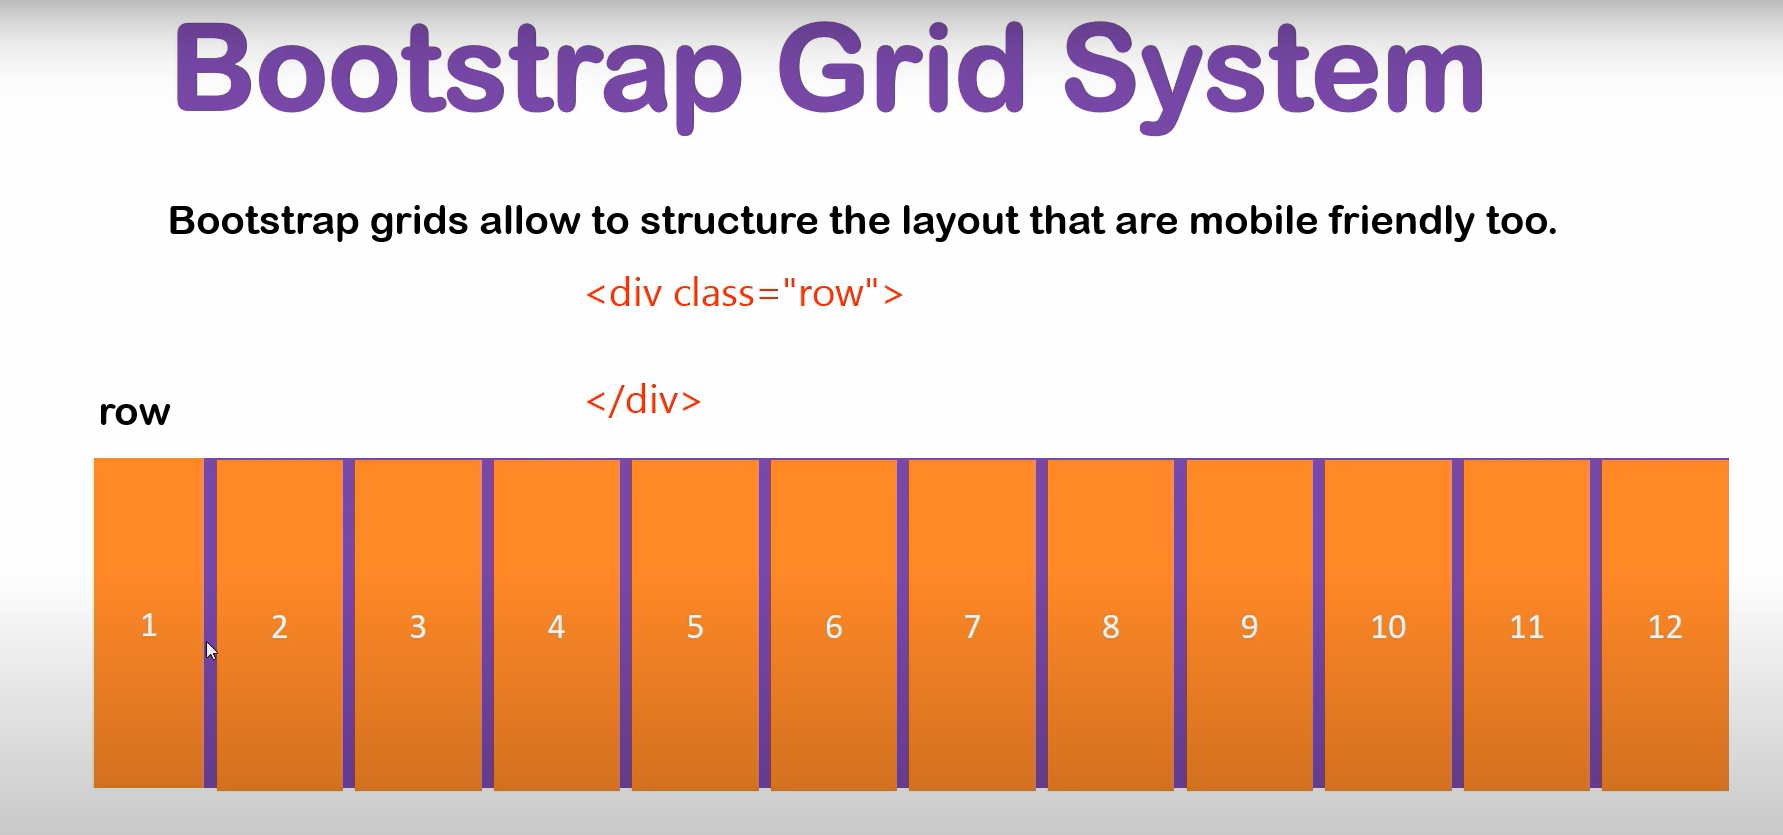 Bootstrap Grid System
Bootstrap grids allow to structure the layout that are mobile friendly too.
<div class="row">
</div>
row
1 2 3 4 5 6 7 8 9 10 11 12